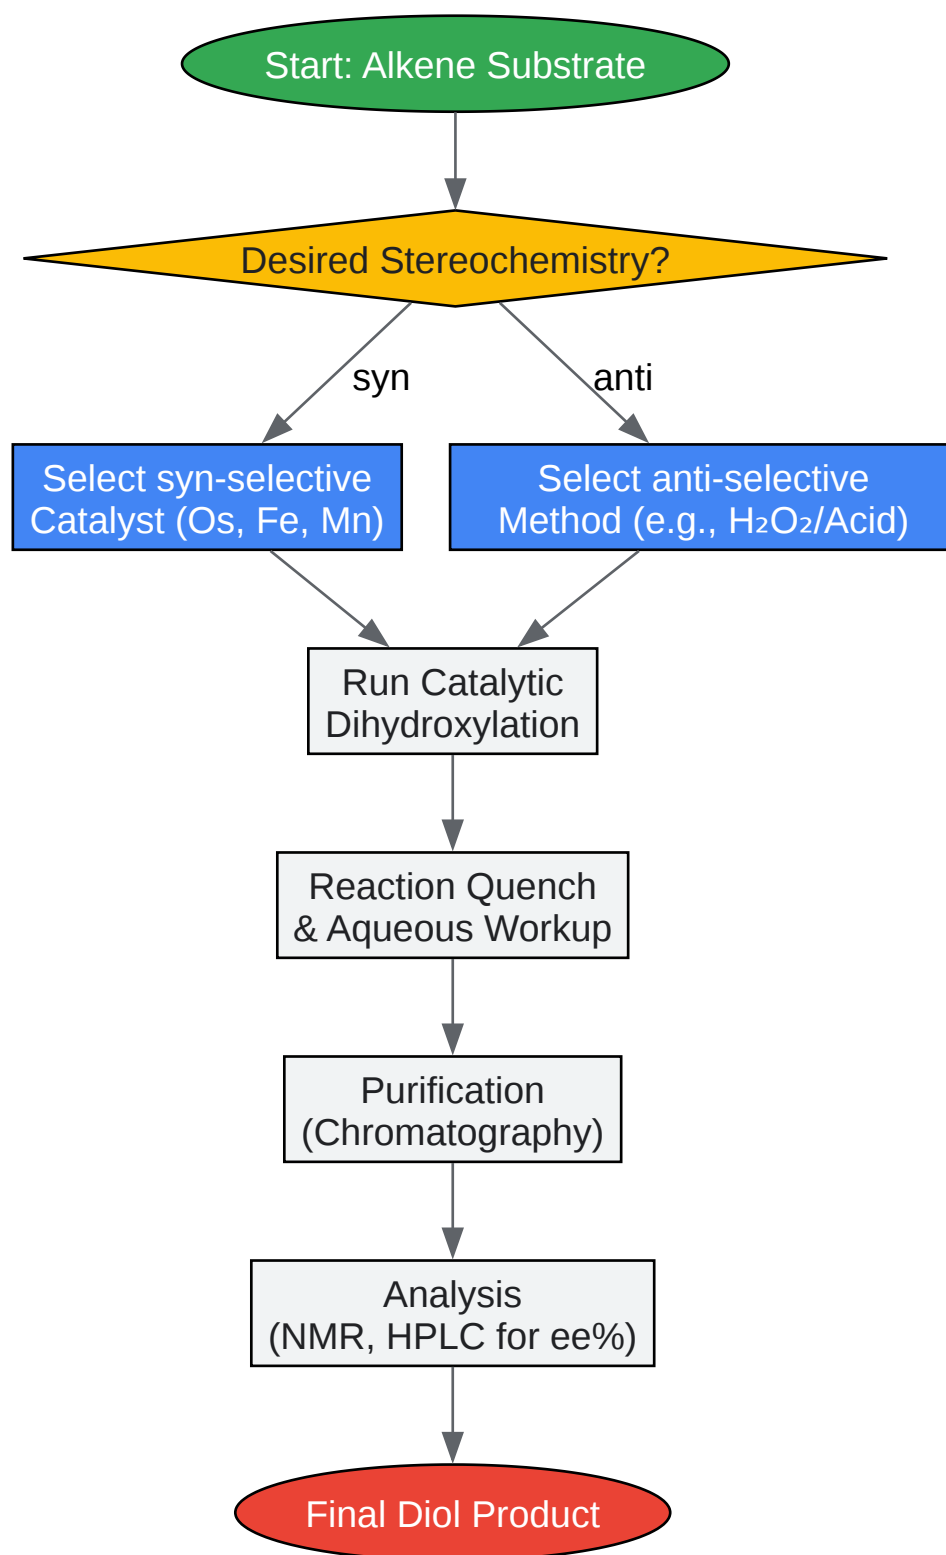 Start: Alkene Substrate
Desired Stereochemistry?
syn
anti
Select syn-selective
Catalyst (Os, Fe, Mn)
Select anti-selective
Method (e.g., H₂O₂/Acid)
Run Catalytic
Dihydroxylation
Reaction Quench
& Aqueous Workup
Purification
(Chromatography)
Analysis
(NMR, HPLC for ee%)
Final Diol Product